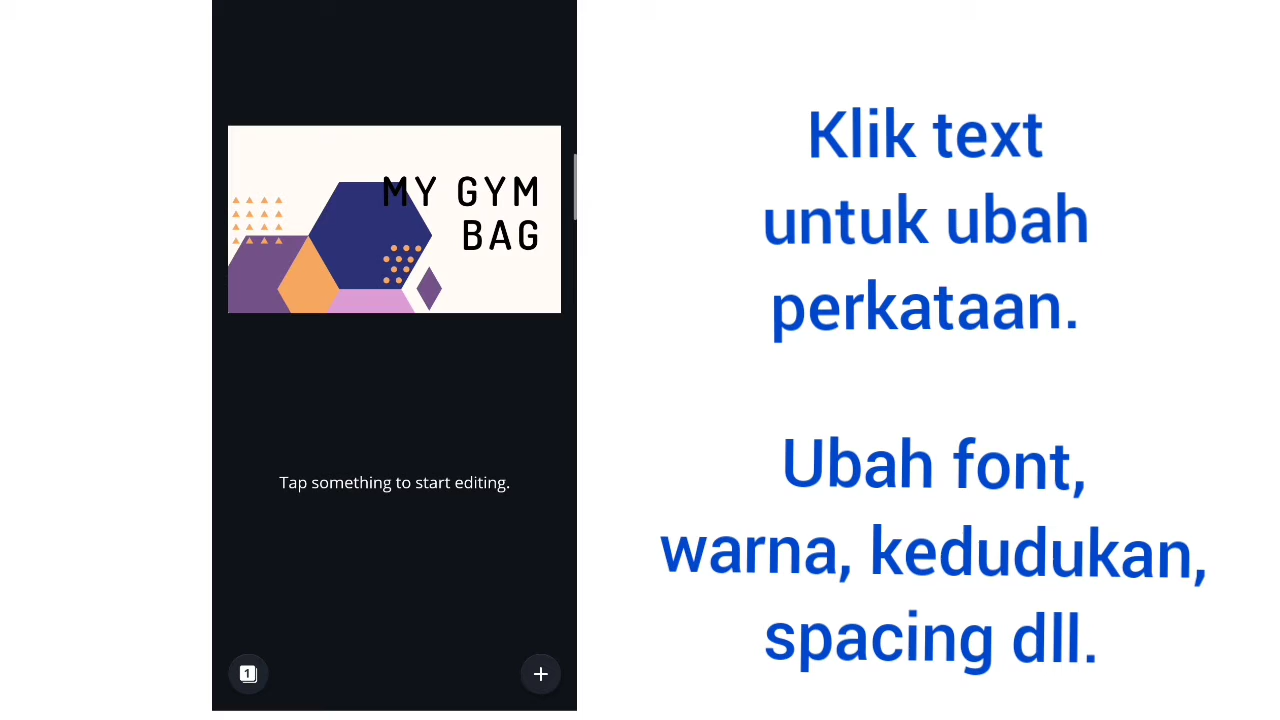 MY GYM
BAG
Tap something to start editing.
1
Klik text
untuk ubah
perkataan.
Ubah font,
warna, kedudukan,
spacing dll.